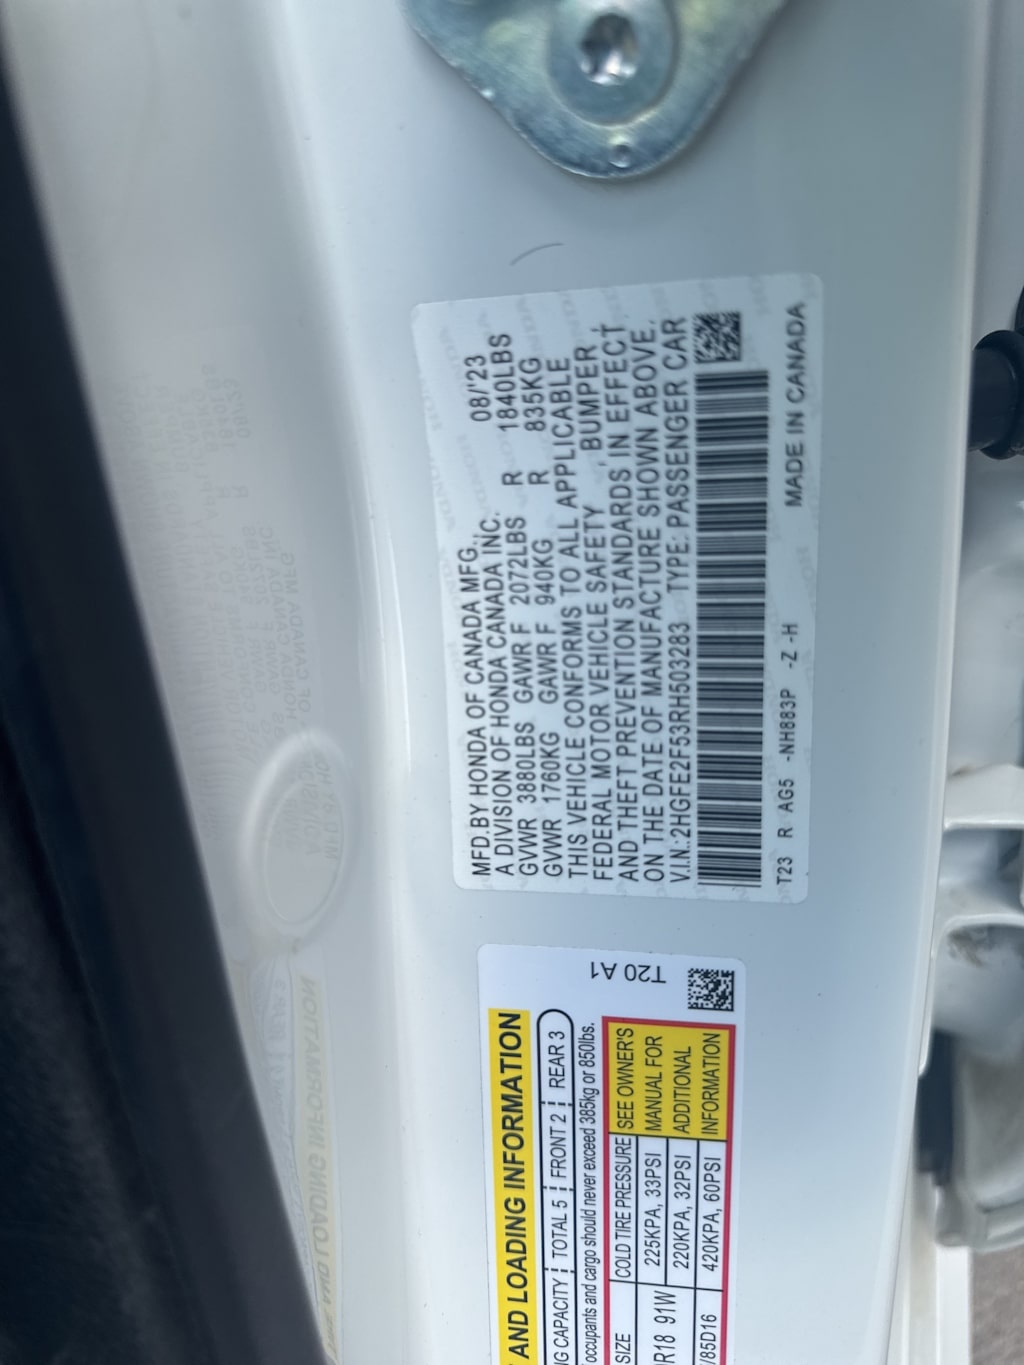 MFD.BY HONDA OF CANADA MFG., 08/'23
A DIVISION OF HONDA CANADA INC.
GVWR 3880LBS GAWR F 2072LBS R 1840LBS
GVWR 1760KG GAWR F 940KG R 835KG
THIS VEHICLE CONFORMS TO ALL APPLICABLE
FEDERAL MOTOR VEHICLE SAFETY, BUMPER,
AND THEFT PREVENTION STANDARDS IN EFFECT
ON THE DATE OF MANUFACTURE SHOWN ABOVE.
V.I.N.:2HGFE2F53RH503283 TYPE: PASSENGER CAR
T23 R AG5 -NH883P -Z -H MADE IN CANADA
T20 A1
AND LOADING INFORMATION
CAPACITY TOTAL 5 FRONT 2 REAR 3
occupants and cargo should never exceed 385kg or 850lbs.
SIZE COLD TIRE PRESSURE SEE OWNER'S
R18 91W 225KPA, 33PSI MANUAL FOR
220KPA, 32PSI ADDITIONAL
/85D16 420KPA, 60PSI INFORMATION